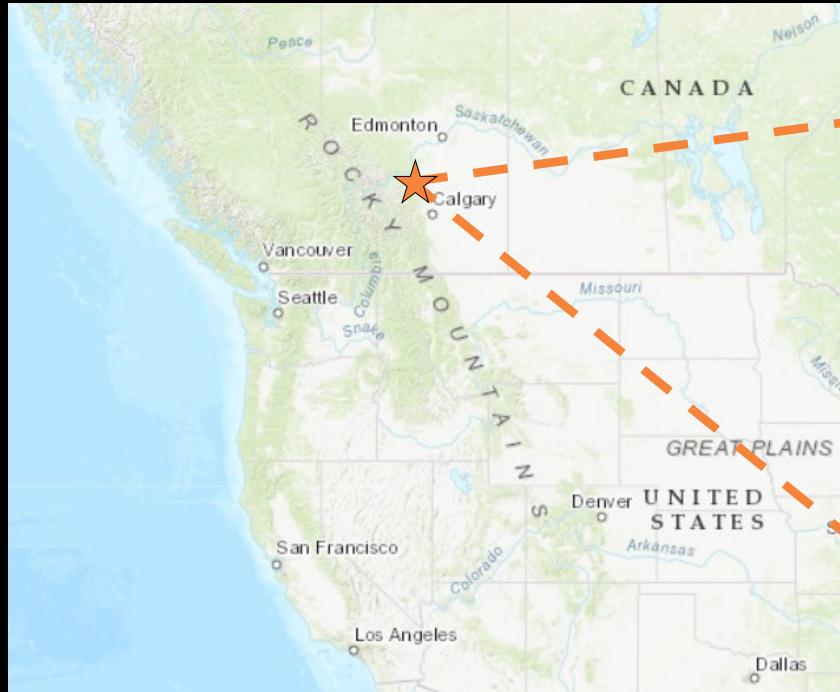 Peace
Nelson
CANADA
Saskatchewan
Edmonton
ROCKY MOUNTAINS
Calgary
Vancouver
Columbia
Missouri
Seattle
Snake
GREAT PLAINS
Denver
UNITED
STATES
San Francisco
Arkansas
Colorado
Los Angeles
Dallas